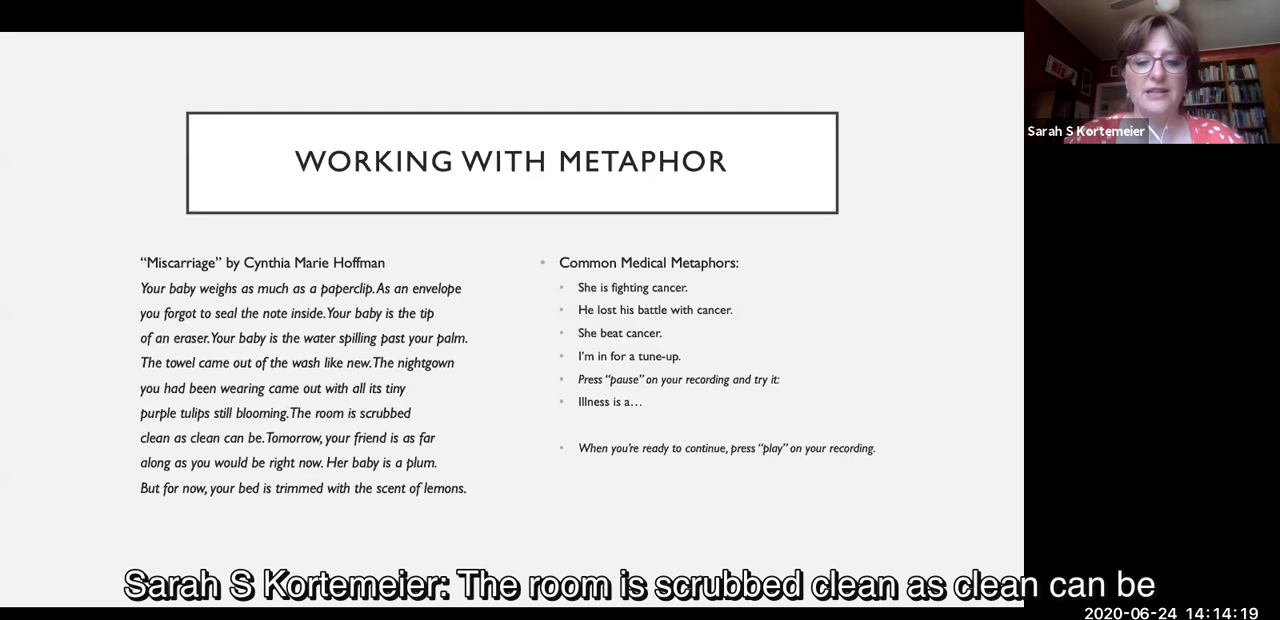 WORKING WITH METAPHOR
“Miscarriage” by Cynthia Marie Hoffman
Your baby weighs as much as a paperclip. As an envelope
you forgot to seal the note inside. Your baby is the tip
of an eraser. Your baby is the water spilling past your palm.
The towel came out of the wash like new. The nightgown
you had been wearing came out with all its tiny
purple tulips still blooming. The room is scrubbed
clean as clean can be. Tomorrow, your friend is as far
along as you would be right now. Her baby is a plum.
But for now, your bed is trimmed with the scent of lemons.
• Common Medical Metaphors:
• She is fighting cancer.
• He lost his battle with cancer.
• She beat cancer.
• I’m in for a tune-up.
• Press “pause” on your recording and try it:
• Illness is a…
• When you’re ready to continue, press “play” on your recording.
Sarah S Kortemeier
Sarah S Kortemeier: The room is scrubbed clean as clean can be
2020-06-24 14:14:19